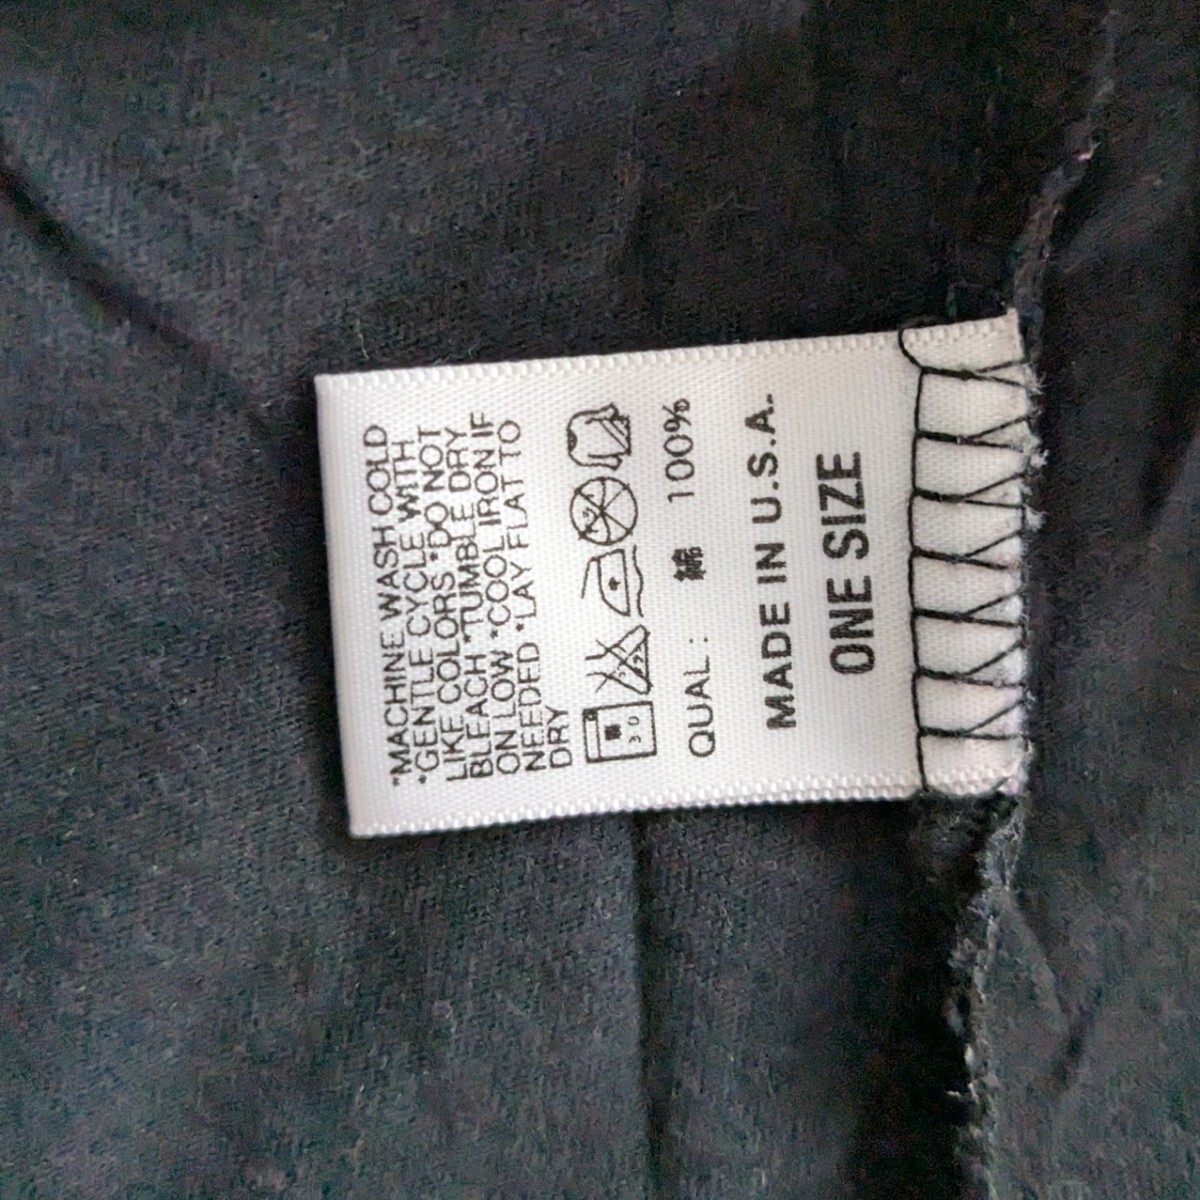 ONE SIZE
MADE IN U.S.A.
QUAL : 綿 100%
30
*MACHINE WASH COLD
*GENTLE CYCLE WITH
LIKE COLORS *DO NOT
BLEACH *TUMBLE DRY
ON LOW *COOL IRON IF
NEEDED *LAY FLAT TO
DRY